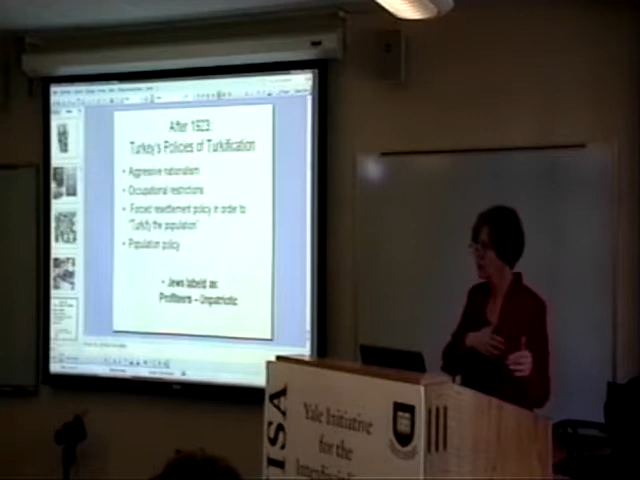 After 1923:
Turkey's Policies of Turkification
• Aggressive nationalism
• Occupational restrictions
• Forced resettlement policy in order to
"Turkify the population"
• Population policy
• Jews labeld as
Profiteers – Unpatriotic
ISA
Yale Initiative
for the